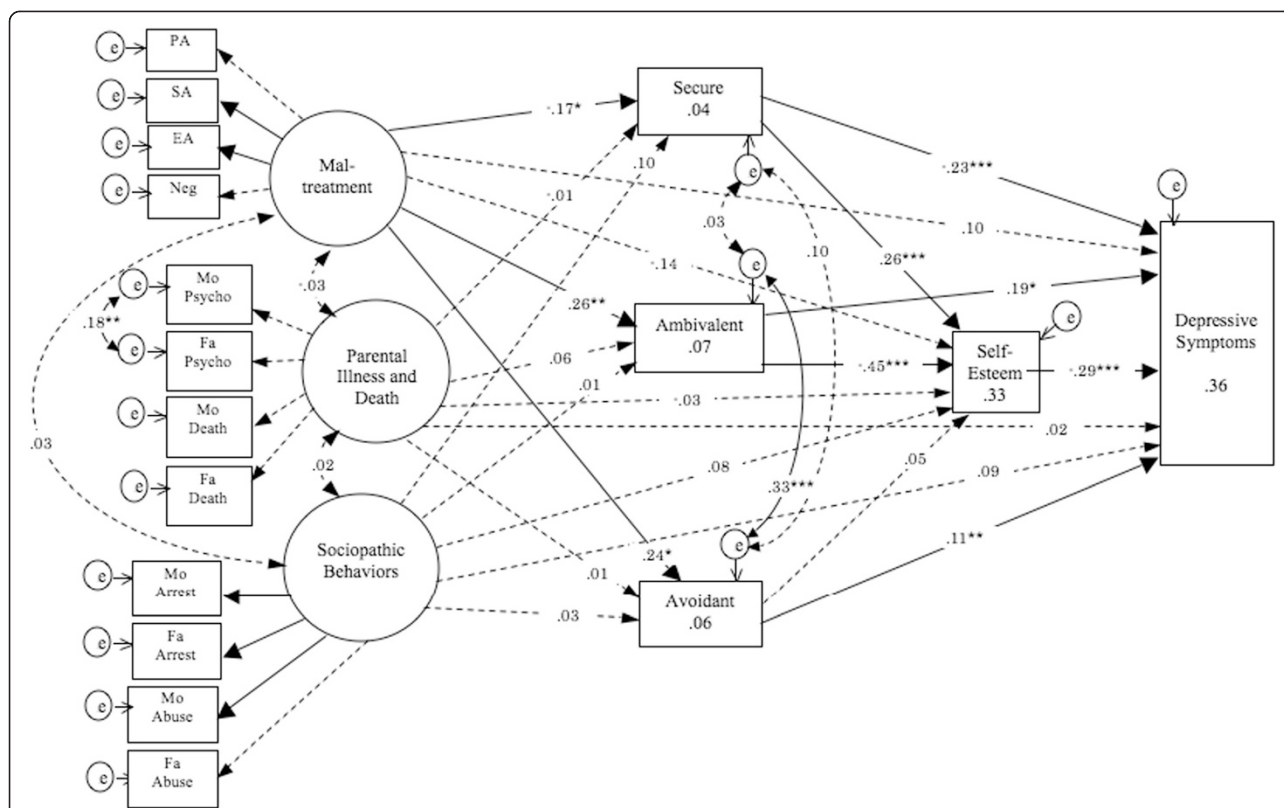 e
PA
e
SA
e
EA
e
Neg
Mal-
treatment
Secure
.04
-.17*
.10
-.01
e
-.23***
.10
e
.03
.10
.26***
-.14
e
Mo
Psycho
.18**
e
Fa
Psycho
e
Mo
Death
e
Fa
Death
-.03
Parental
Illness and
Death
.26**
.06
.01
e
Ambivalent
.07
.19*
-.45***
e
Self-
Esteem
.33
-.29***
Depressive
Symptoms
.36
.03
.02
.03
.02
.08
.05
.09
.33***
Sociopathic
Behaviors
.24*
.01
.03
e
Avoidant
.06
.11**
e
Mo
Arrest
e
Fa
Arrest
e
Mo
Abuse
e
Fa
Abuse